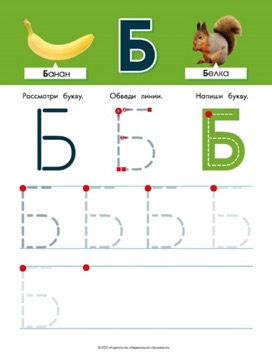 Б
Банан
Белка
Рассмотри букву.
Обведи линии.
Напиши букву.
Б Б Б
Б Б Б Б
Б